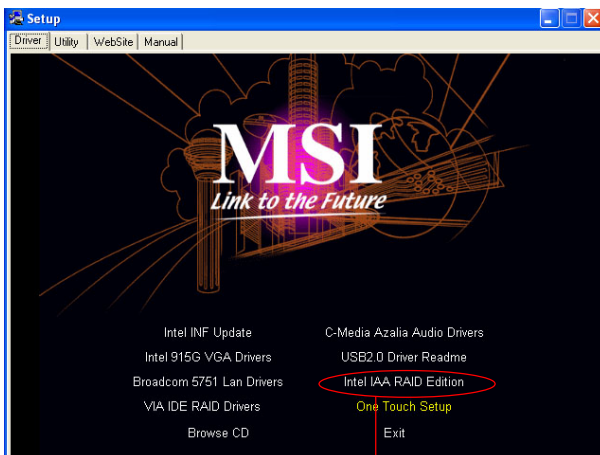 Setup
Driver Utility WebSite Manual
MSI
Link to the Future
Intel INF Update
C-Media Azalia Audio Drivers
Intel 915G VGA Drivers
USB2.0 Driver Readme
Broadcom 5751 Lan Drivers
Intel IAA RAID Edition
VIA IDE RAID Drivers
One Touch Setup
Browse CD
Exit